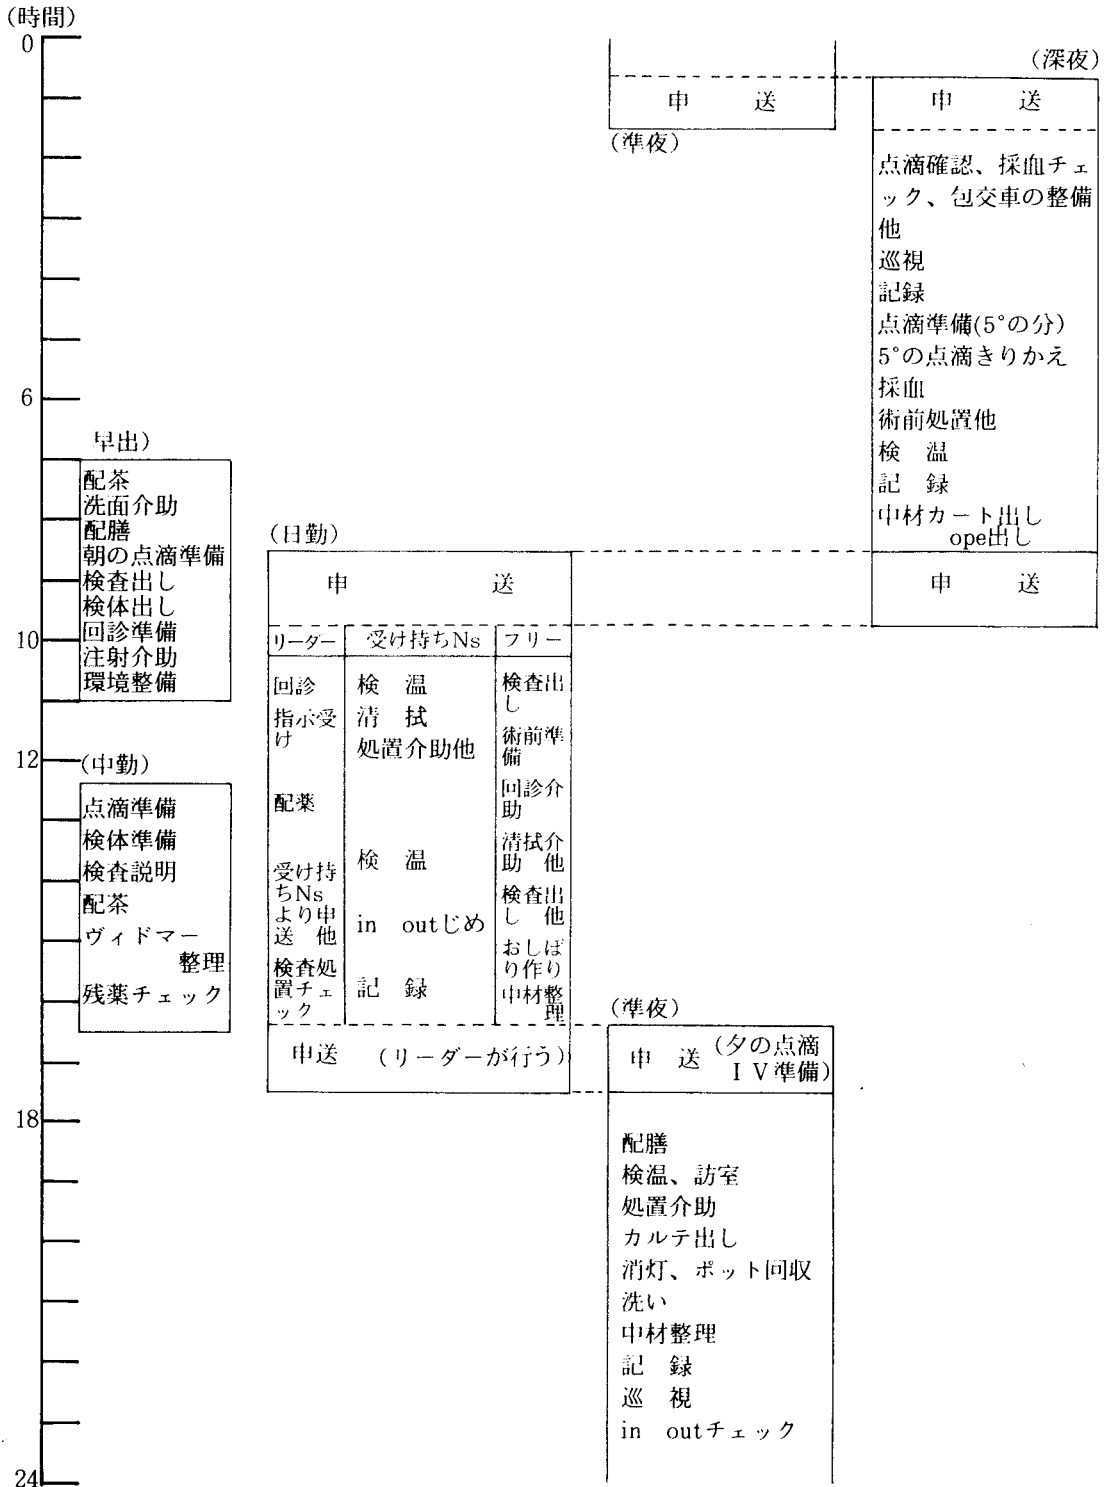 (時間)
0
6
10
12
18
24
申 送
(準夜)
(深夜)
申 送
点滴確認、採血チェ
ック、包交車の整備
他
巡視
記録
点滴準備(5°の分)
5°の点滴きりかえ
採血
術前処置他
検 温
記 録
中材カート出し
ope出し
申 送
早出)
配茶
洗面介助
配膳
朝の点滴準備
検査出し
検体出し
回診準備
注射介助
環境整備
(中勤)
点滴準備
検体準備
検査説明
配茶
ヴィドマー
整理
残薬チェック
(日勤)
申 送
リーダー
回診
指示受
け
配薬
受け持
ちNs
より申
送 他
検査処
置チェ
ック
受け持ちNs
検 温
清 拭
処置介助他
検 温
in outじめ
記 録
フリー
検査出
し
術前準
備
回診介
助
清拭介
助 他
検査出
し 他
おしぼ
り作り
中材整
理
申送 (リーダーが行う)
(準夜)
申 送 (夕の点滴
IV準備)
配膳
検温、訪室
処置介助
カルテ出し
消灯、ポット回収
洗い
中材整理
記 録
巡 視
in outチェック